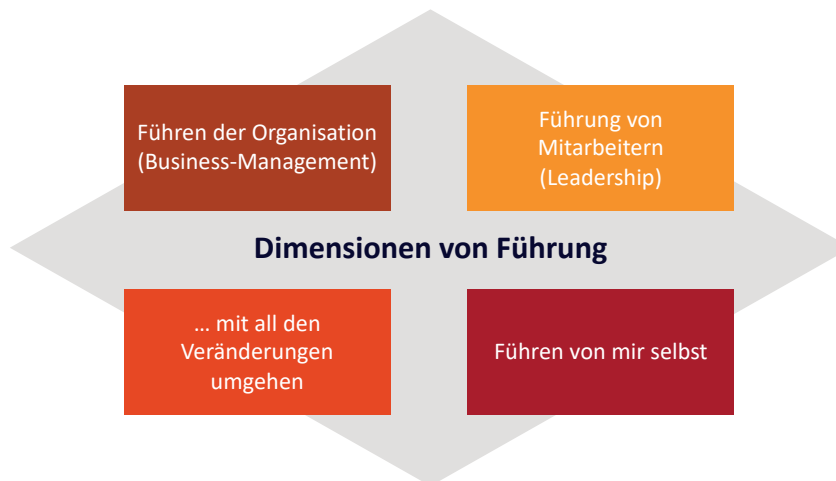 Führen der Organisation
(Business-Management)
Führung von
Mitarbeitern
(Leadership)
Dimensionen von Führung
... mit all den
Veränderungen
umgehen
Führen von mir selbst